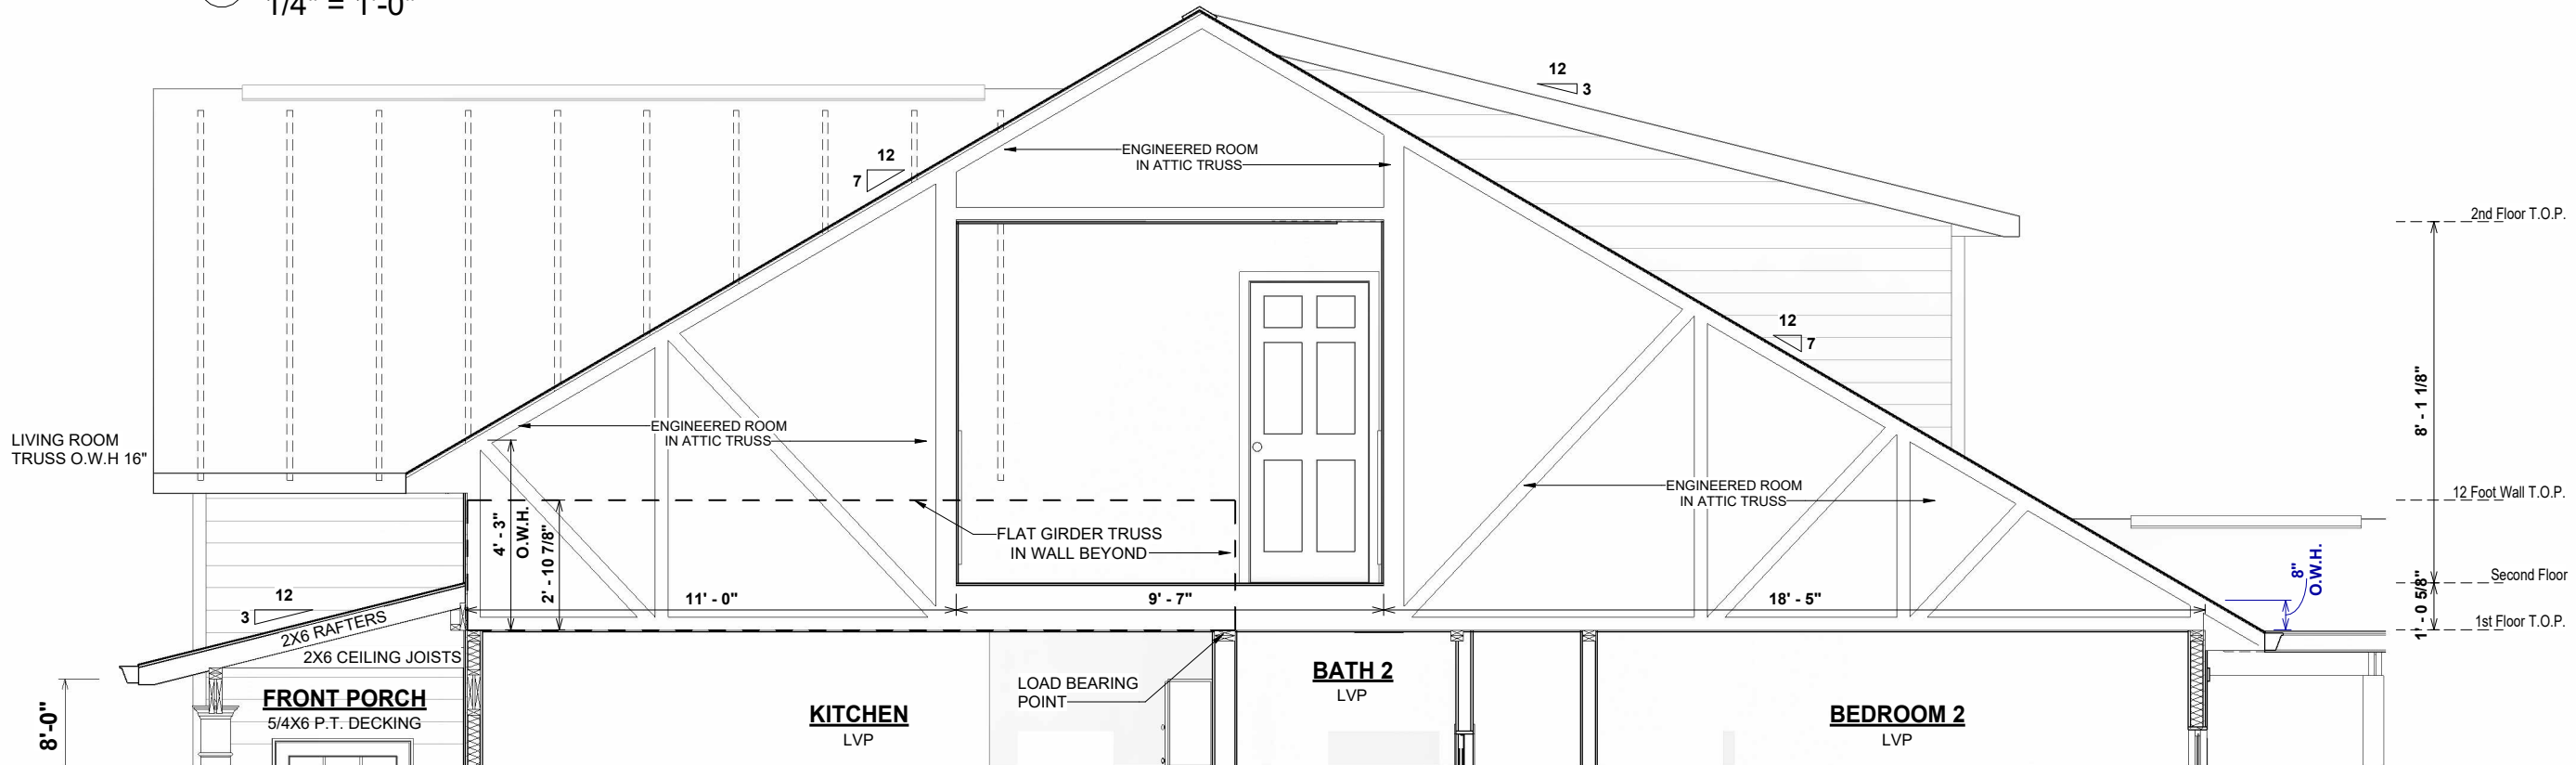 1/4" = 1'-0"
12
3
12
7
ENGINEERED ROOM
IN ATTIC TRUSS
2nd Floor T.O.P.
12
7
8' - 1 1/8"
LIVING ROOM
TRUSS O.W.H 16"
ENGINEERED ROOM
IN ATTIC TRUSS
ENGINEERED ROOM
IN ATTIC TRUSS
12 Foot Wall T.O.P.
4' - 3"
O.W.H.
2' - 10 7/8"
FLAT GIRDER TRUSS
IN WALL BEYOND
8"
O.W.H.
Second Floor
1' - 0 5/8"
1st Floor T.O.P.
11' - 0"
9' - 7"
18' - 5"
12
3
2X6 RAFTERS
2X6 CEILING JOISTS
FRONT PORCH
5/4X6 P.T. DECKING
8'-0"
KITCHEN
LVP
LOAD BEARING
POINT
BATH 2
LVP
BEDROOM 2
LVP